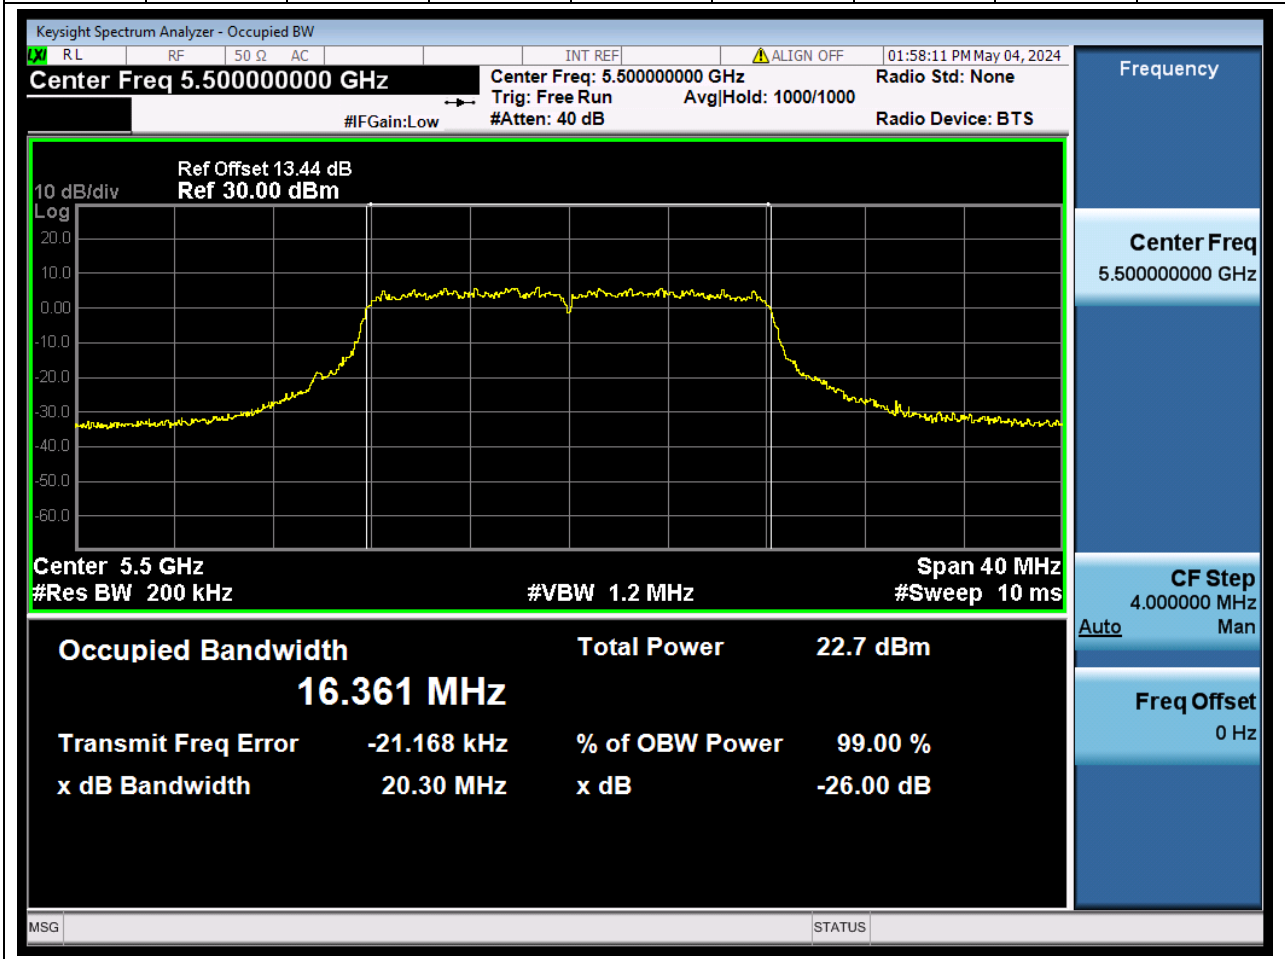 Keysight Spectrum Analyzer - Occupied BW
LXI RL RF 50 Ω AC INT REF ALIGN OFF 01:58:11 PM May 04, 2024
Center Freq 5.500000000 GHz
Center Freq: 5.500000000 GHz
Radio Std: None
Trig: Free Run Avg|Hold: 1000/1000
#IFGain:Low
#Atten: 40 dB
Radio Device: BTS
Ref Offset 13.44 dB
10 dB/div Ref 30.00 dBm
Log
20.0
10.0
0.00
-10.0
-20.0
-30.0
-40.0
-50.0
-60.0
Center 5.5 GHz Span 40 MHz
#Res BW 200 kHz #VBW 1.2 MHz #Sweep 10 ms
Occupied Bandwidth Total Power 22.7 dBm
16.361 MHz
Transmit Freq Error -21.168 kHz % of OBW Power 99.00 %
x dB Bandwidth 20.30 MHz x dB -26.00 dB
MSG STATUS
Frequency
Center Freq
5.500000000 GHz
CF Step
4.000000 MHz
Auto Man
Freq Offset
0 Hz